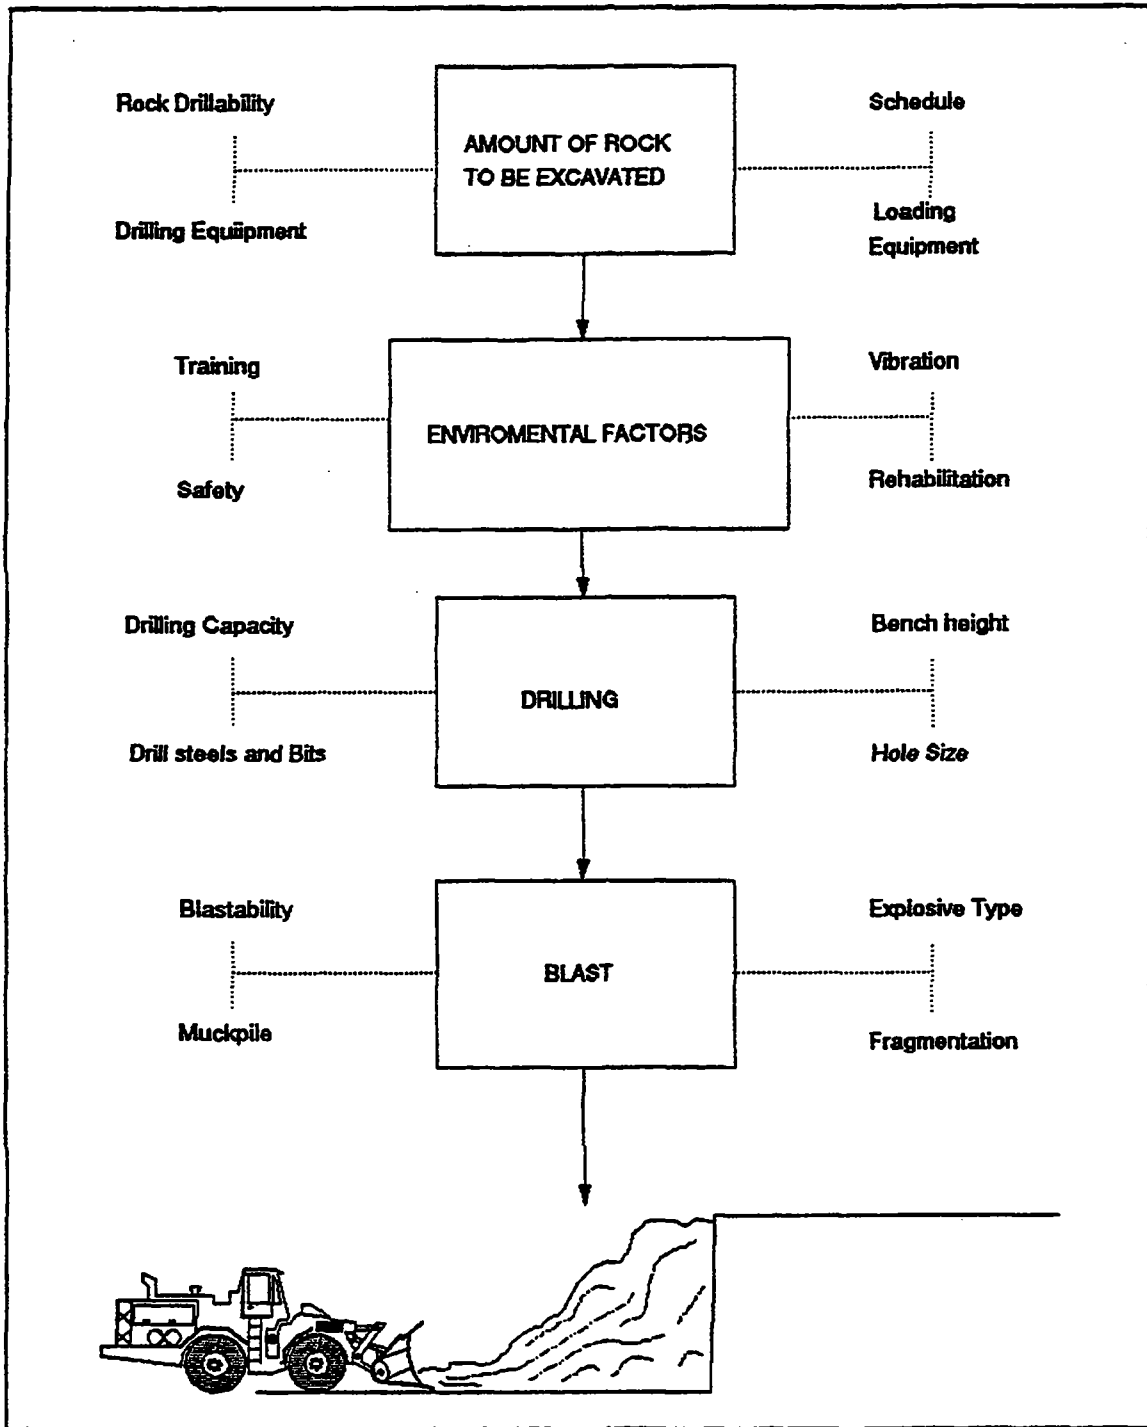 Rock Drillability
Schedule
AMOUNT OF ROCK
TO BE EXCAVATED
Drilling Equiipment
Loading
Equipment
Training
Vibration
ENVIROMENTAL FACTORS
Safety
Rehabilitation
Drilling Capacity
Bench height
DRILLING
Drill steels and Bits
Hole Size
Blastability
Explosive Type
BLAST
Muckpile
Fragmentation